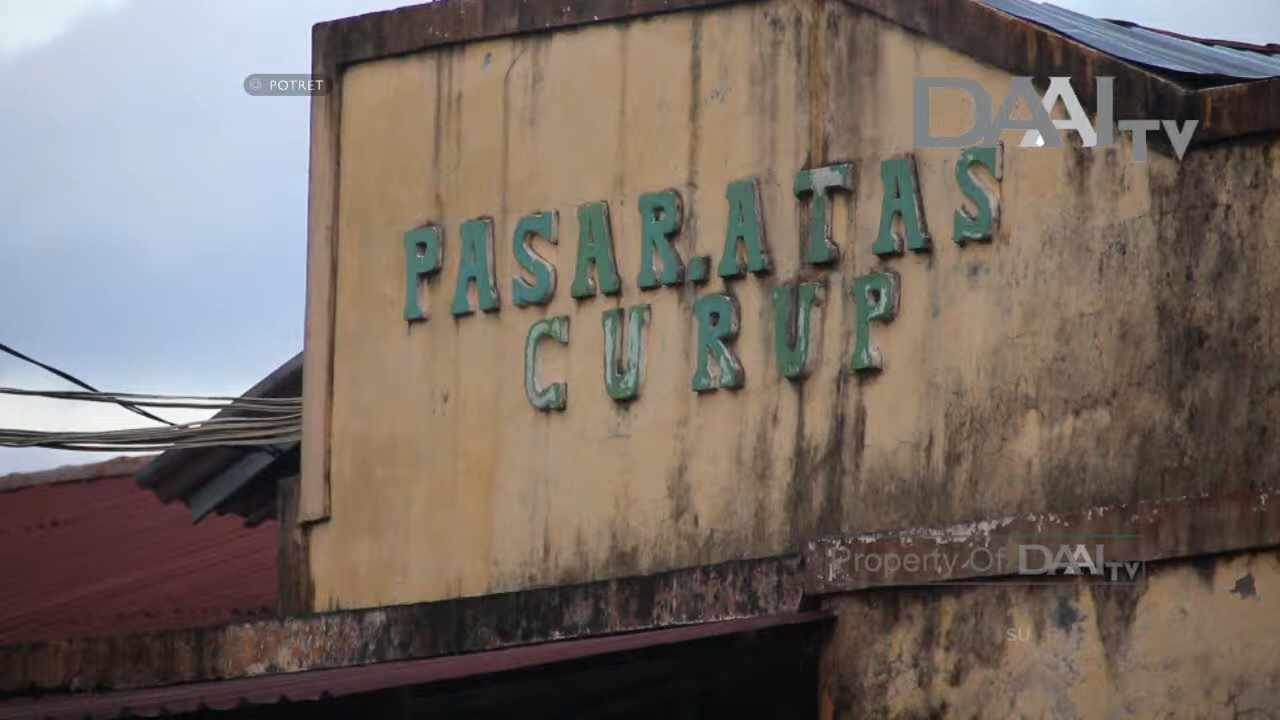 POTRET
DAAI TV
PASAR.ATAS
CURUP
Property Of DAAI TV